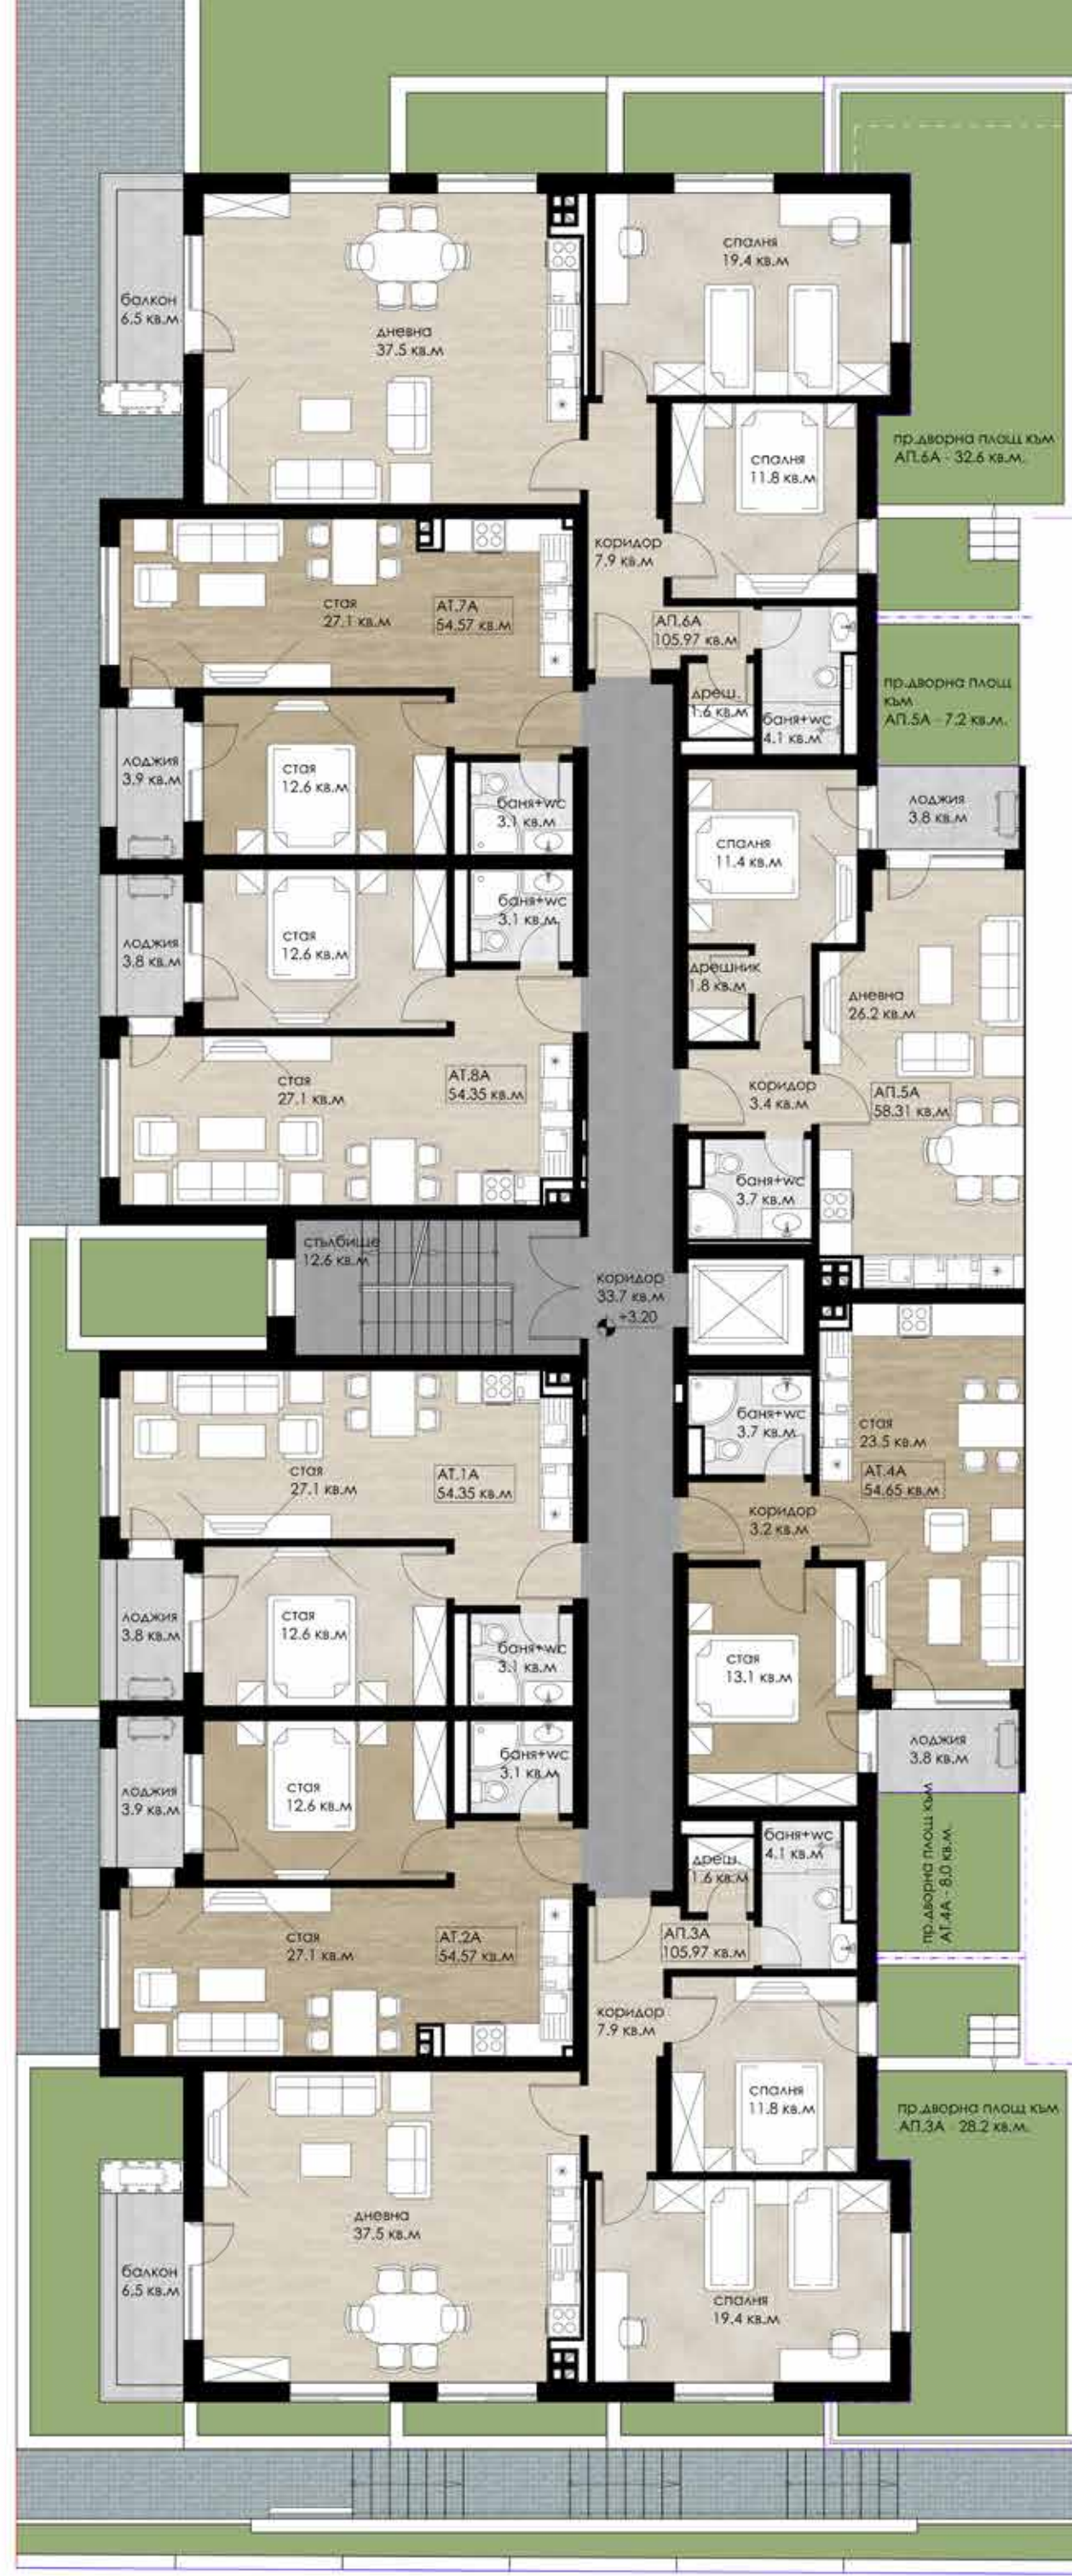 спалня
19.4 кв.м
балкон
6.5 кв.м
дневна
37.5 кв.м
пр.дворна площ към
АП.6А - 32.6 кв.м.
спалня
11.8 кв.м
коридор
7.9 кв.м
стая
27.1 кв.м
АТ.7А
54.57 кв.м
АП.6А
105.97 кв.м
пр.дворна площ
към
АП.5А - 7.2 кв.м.
дреш.
1.6 кв.м
баня+wc
4.1 кв.м
лоджия
3.9 кв.м
стая
12.6 кв.м
баня+wc
3.1 кв.м
лоджия
3.8 кв.м
спалня
11.4 кв.м
баня+wc
3.1 кв.м
стая
12.6 кв.м
лоджия
3.8 кв.м
дрешник
1.8 кв.м
дневна
26.2 кв.м
стая
27.1 кв.м
АТ.8А
54.35 кв.м
коридор
3.4 кв.м
АП.5А
58.31 кв.м
баня+wc
3.7 кв.м
стълбище
12.6 кв.м
коридор
33.7 кв.м
+3.20
баня+wc
3.7 кв.м
стая
23.5 кв.м
АТ.4А
54.65 кв.м
стая
27.1 кв.м
АТ.1А
54.35 кв.м
коридор
3.2 кв.м
лоджия
3.8 кв.м
стая
12.6 кв.м
баня+wc
3.1 кв.м
стая
13.1 кв.м
лоджия
3.8 кв.м
баня+wc
3.1 кв.м
лоджия
3.9 кв.м
стая
12.6 кв.м
пр.дворна площ към
АТ.4А - 8.0 кв.м.
баня+wc
4.1 кв.м
дреш.
1.6 кв.м
стая
27.1 кв.м
АТ.2А
54.57 кв.м
АП.3А
105.97 кв.м
коридор
7.9 кв.м
спалня
11.8 кв.м
пр.дворна площ към
АП.3А - 28.2 кв.м.
дневна
37.5 кв.м
балкон
6.5 кв.м
спалня
19.4 кв.м